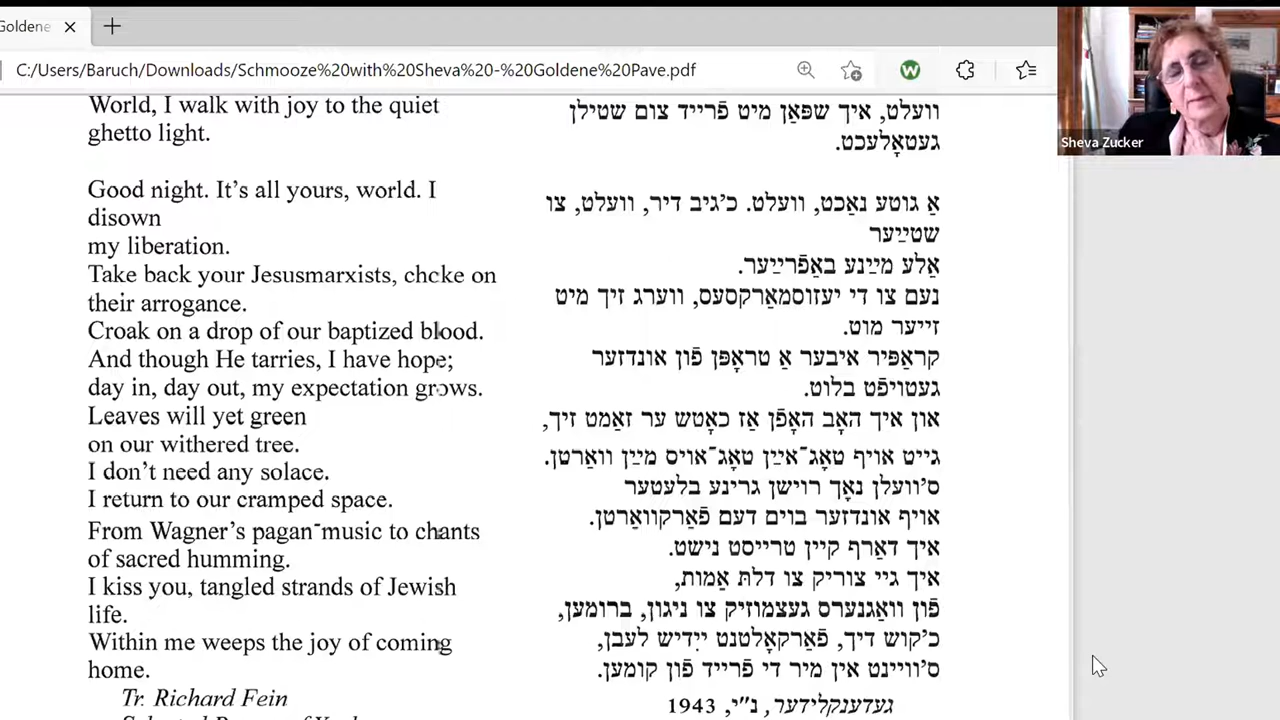 Goldene
C:/Users/Baruch/Downloads/Schmooze%20with%20Sheva%20-%20Goldene%20Pave.pdf
Sheva Zucker
World, I walk with joy to the quiet
ghetto light.
Good night. It’s all yours, world. I
disown
my liberation.
Take back your Jesusmarxists, chcke on
their arrogance.
Croak on a drop of our baptized blood.
And though He tarries, I have hope;
day in, day out, my expectation grows.
Leaves will yet green
on our withered tree.
I don’t need any solace.
I return to our cramped space.
From Wagner’s pagan-music to chants
of sacred humming.
I kiss you, tangled strands of Jewish
life.
Within me weeps the joy of coming
home.
Tr. Richard Fein
וועלט, איך שפּאַן מיט פֿרייד צום שטילן
געטאָלעכט.
אַ גוטע נאַכט, וועלט. כ’גיב דיר, וועלט, צו
שטײַער
אַלע מײַנע באַפֿרײַער.
נעם צו די יעזוסמאַרקסעס, ווערג זיך מיט
זייער מוט.
קראַפּיר איבער אַ טראָפּן פֿון אונדזער
געטויפֿט בלוט.
און איך האָב האָפֿן אַז כאָטש ער זאַמט זיך,
גייט אויף טאָג־אײַן טאָג־אויס מײַן וואַרטן.
ס’וועלן נאָך רוישן גרינע בלעטער
אויף אונדזער בוים דעם פֿאַרקוואַרטן.
איך דאַרף קיין טרייסט נישט.
איך גיי צוריק צו דלתּ אַמות,
פֿון וואַגנערס געצמוזיק צו ניגון, ברומען,
כ’קוש דיך, פֿאַרקאָלטנט ייִדיש לעבן,
ס’וויינט אין מיר די פֿרייד פֿון קומען.
געדענקלידער, נ"י, 1943